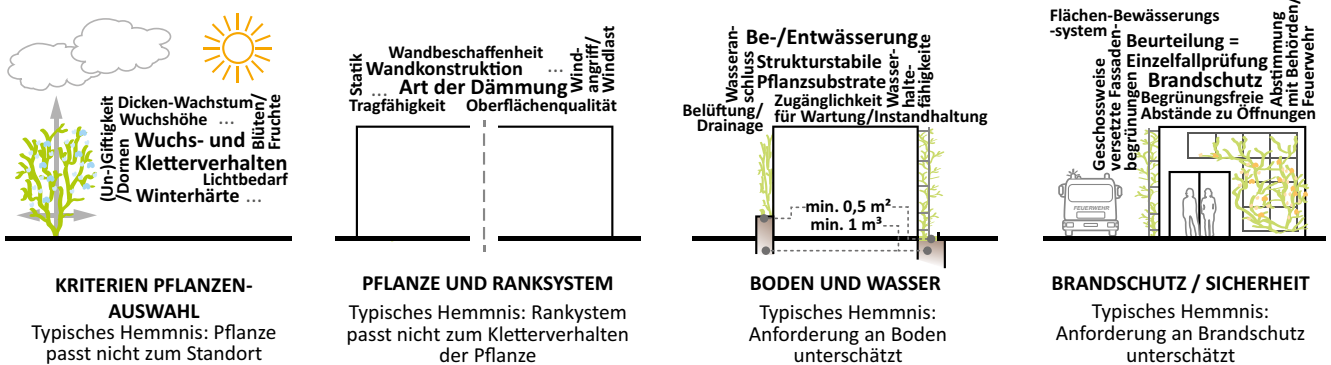 (Un-)Giftigkeit
/Dornen
Dicken-Wachstum
Wuchshöhe ...
Blüten/
Fruchte
Wuchs- und
Kletterverhalten
Lichtbedarf
Winterhärte ...
KRITERIEN PFLANZEN-
AUSWAHL
Typisches Hemmnis: Pflanze
passt nicht zum Standort
Statik
Wandbeschaffenheit
Wandkonstruktion ...
... Art der Dämmung
Wind-
angriff/
Windlast
Tragfähigkeit
Oberflächenqualität
PFLANZE UND RANKSYSTEM
Typisches Hemmnis: Rankystem
passt nicht zum Kletterverhalten
der Pflanze
Belüftung/
Drainage
Wasseran-
schluss
Be-/Entwässerung
Strukturstabile
Pflanzsubstrate
Wasser-
halte-
fähigkeite
Zugänglichkeit
für Wartung/Instandhaltung
min. 0,5 m²
min. 1 m³
BODEN UND WASSER
Typisches Hemmnis:
Anforderung an Boden
unterschätzt
Flächen-Bewässerungs
-system
Geschossweise
versetzte Fassaden-
begrünungen
Beurteilung =
Einzelfallprüfung
Brandschutz
Begrünungsfreie
Abstände zu Öffnungen
Abstimmung
mit Behörden/
Feuerwehr
FEUERWEHR
BRANDSCHUTZ / SICHERHEIT
Typisches Hemmnis:
Anforderung an Brandschutz
unterschätzt